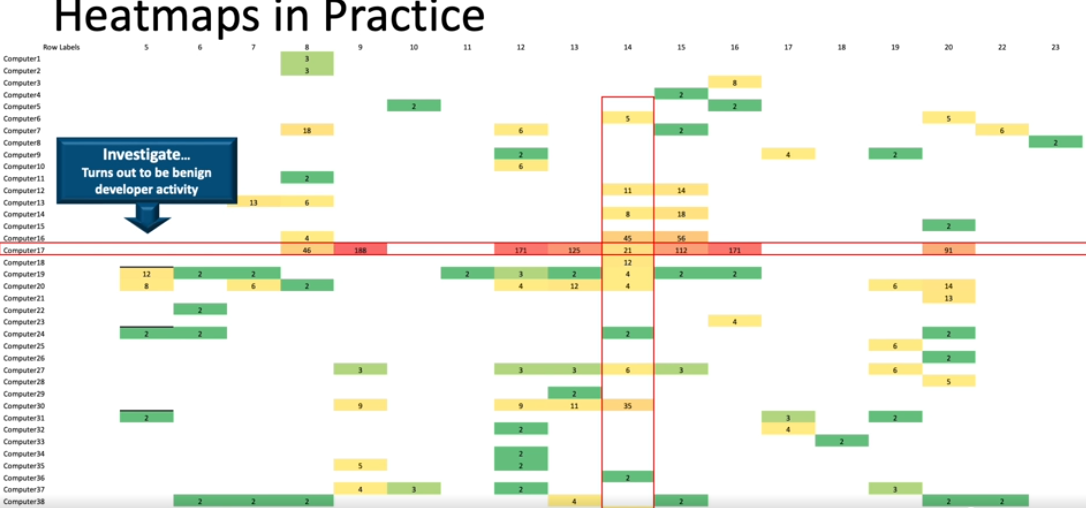 Heatmaps in Practice
Row Labels 5 6 7 8 9 10 11 12 13 14 15 16 17 18 19 20 22 23
Computer1 3
Computer2 3
Computer3 8
Computer4 2
Computer5 2 2
Computer6 5 5
Computer7 18 6 2 6
Computer8 2
Computer9 2 4 2
Computer10 6
Investigate...
Turns out to be benign
developer activity
Computer11 2
Computer12 11 14
Computer13 13 6
Computer14 8 18
Computer15 2
Computer16 4 45 56
Computer17 46 188 171 125 21 112 171 91
Computer18 12
Computer19 12 2 2 2 3 2 4 2 2
Computer20 8 6 2 4 12 4 6 14
Computer21 13
Computer22 2
Computer23 4
Computer24 2 2 2 2
Computer25 6
Computer26 2
Computer27 3 3 3 6 3 6
Computer28 5
Computer29 2
Computer30 9 9 11 35
Computer31 2 3 2
Computer32 2 4
Computer33 2
Computer34 2
Computer35 5 2
Computer36 2
Computer37 4 3 2 3
Computer38 2 2 2 4 2 2 2